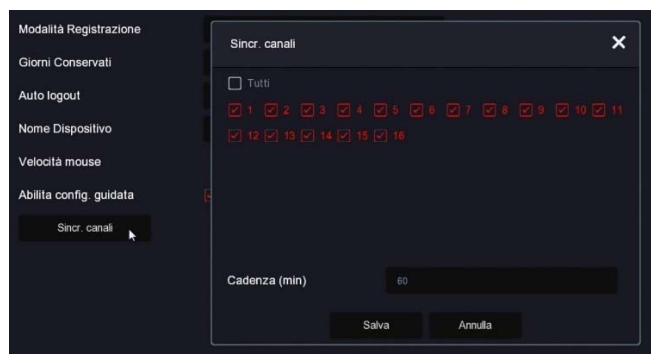 Modalità Registrazione
Giorni Conservati
Auto logout
Nome Dispositivo
Velocità mouse
Abilita config. guidata
Sincr. canali
Sincr. canali
Tutti
1 2 3 4 5 6 7 8 9 10 11
12 13 14 15 16
Cadenza (min) 60
Salva Annulla